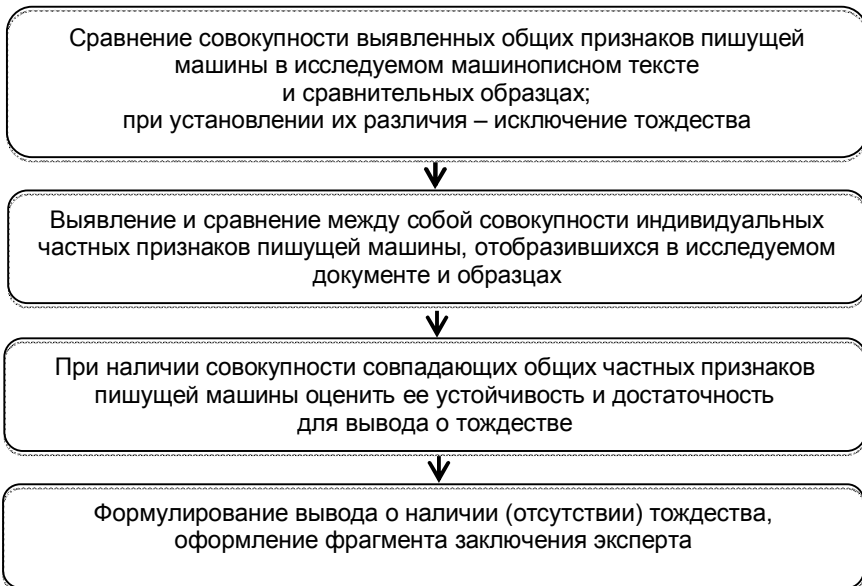 Сравнение совокупности выявленных общих признаков пишущей
машины в исследуемом машинописном тексте
и сравнительных образцах;
при установлении их различия – исключение тождества
Выявление и сравнение между собой совокупности индивидуальных
частных признаков пишущей машины, отобразившихся в исследуемом
документе и образцах
При наличии совокупности совпадающих общих частных признаков
пишущей машины оценить ее устойчивость и достаточность
для вывода о тождестве
Формулирование вывода о наличии (отсутствии) тождества,
оформление фрагмента заключения эксперта